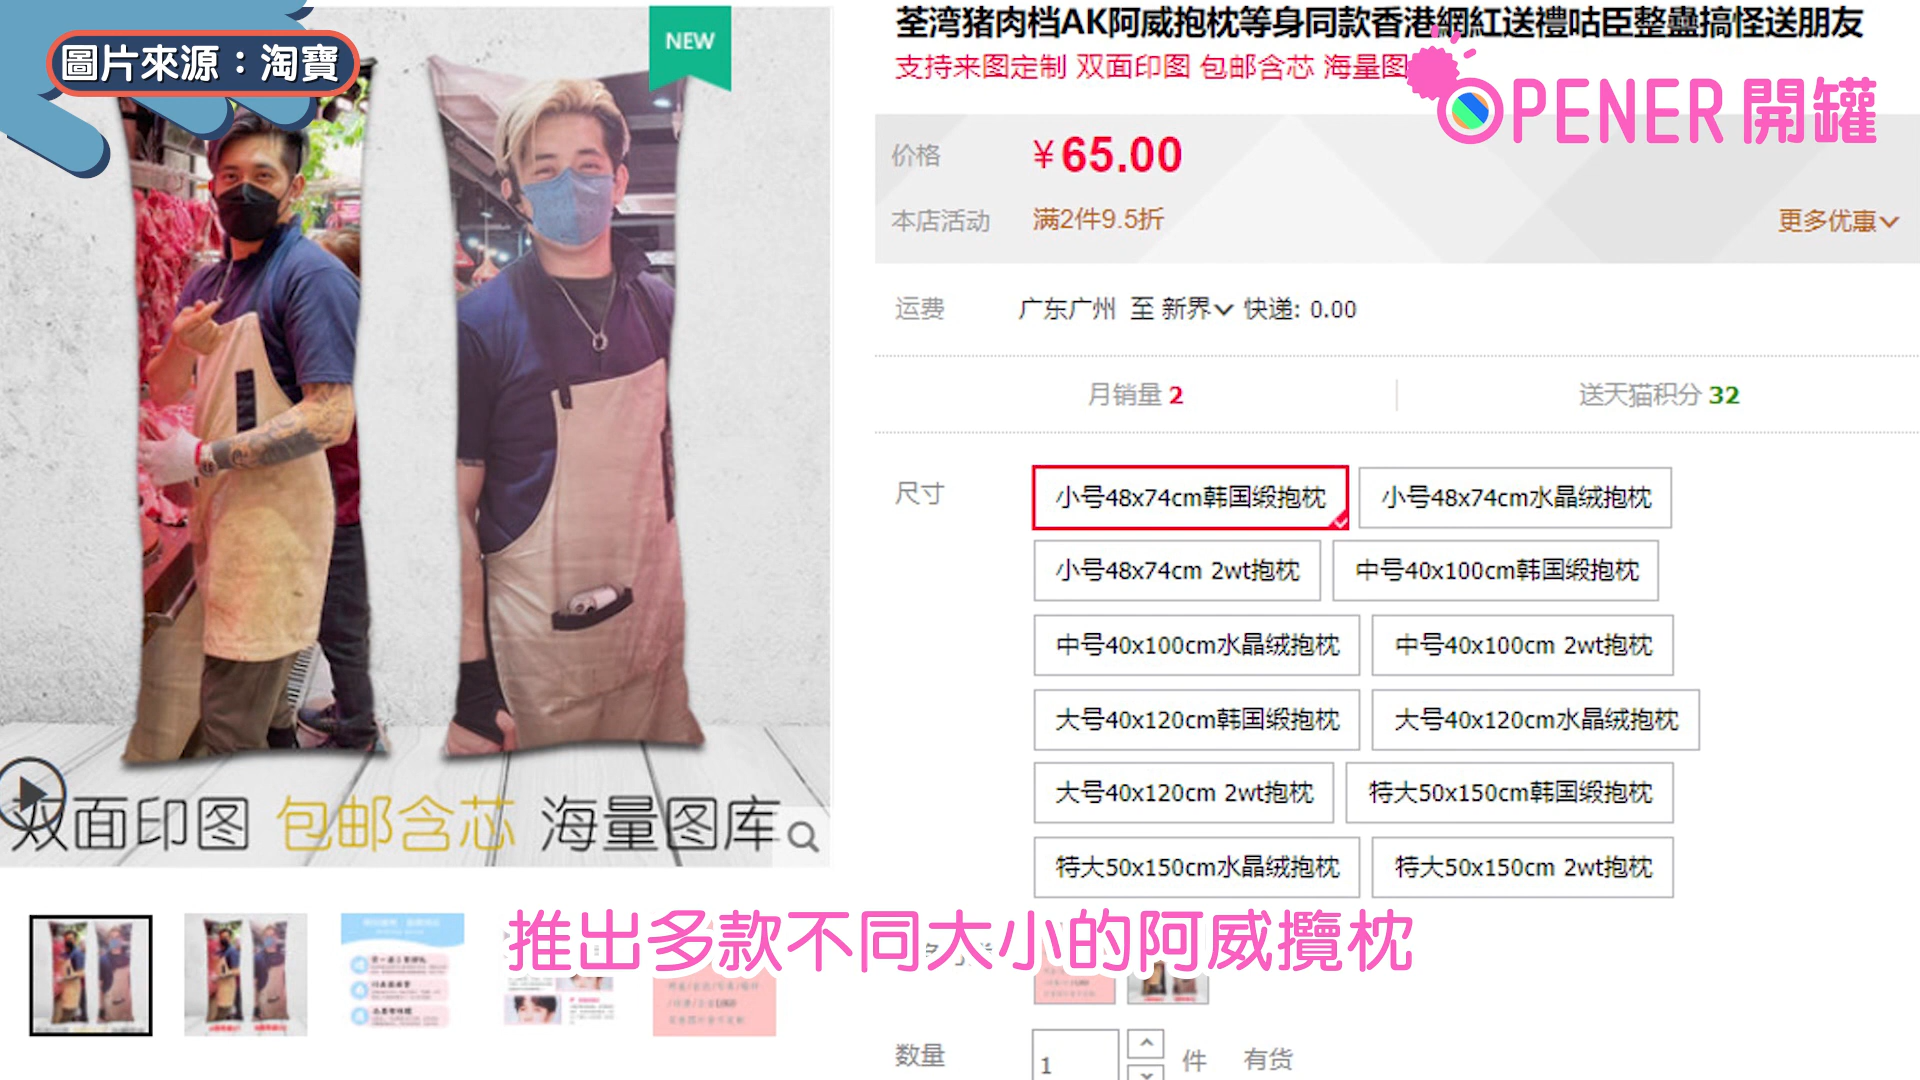 圖片來源：淘寶
NEW
荃湾猪肉档AK阿威抱枕等身同款香港網紅送禮咕臣整蠱搞怪送朋友
支持来图定制 双面印图 包邮含芯 海量图
OPENER 開罐
价格 ¥65.00
本店活动 满2件9.5折 更多优惠
运费 广东广州 至 新界 快递: 0.00
月销量 2 送天猫积分 32
尺寸
小号48x74cm韩国缎抱枕 小号48x74cm水晶绒抱枕
小号48x74cm 2wt抱枕 中号40x100cm韩国缎抱枕
中号40x100cm水晶绒抱枕 中号40x100cm 2wt抱枕
大号40x120cm韩国缎抱枕 大号40x120cm水晶绒抱枕
大号40x120cm 2wt抱枕 特大50x150cm韩国缎抱枕
特大50x150cm水晶绒抱枕 特大50x150cm 2wt抱枕
双面印图 包邮含芯 海量图库
推出多款不同大小的阿威攬枕
数量 1 件 有货